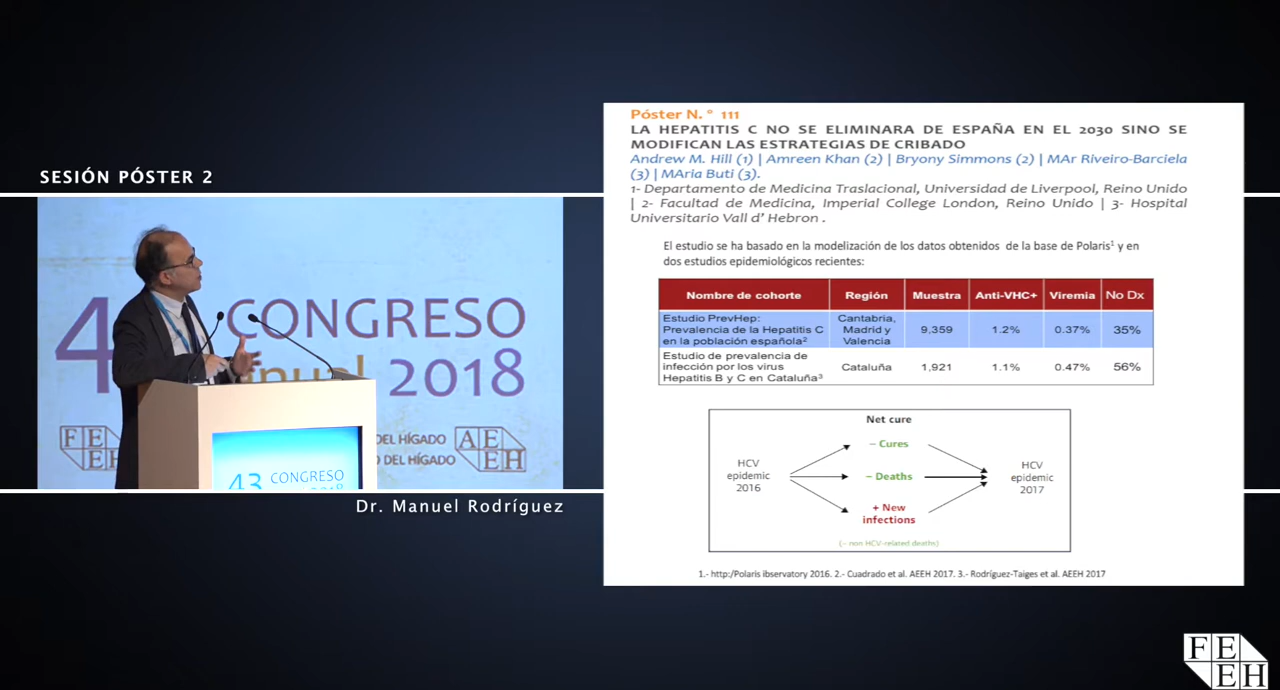 SESIÓN PÓSTER 2
43 CONGRESO
anual 2018
FE
EH
DEL HÍGADO
DEL HÍGADO
AE
EH
43 CONGRESO
2018
Dr. Manuel Rodríguez
Póster N.° 111
LA HEPATITIS C NO SE ELIMINARA DE ESPAÑA EN EL 2030 SINO SE
MODIFICAN LAS ESTRATEGIAS DE CRIBADO
Andrew M. Hill (1) | Amreen Khan (2) | Bryony Simmons (2) | MAr Riveiro-Barciela
(3) | MAria Buti (3).
1- Departamento de Medicina Traslacional, Universidad de Liverpool, Reino Unido
| 2- Facultad de Medicina, Imperial College London, Reino Unido | 3- Hospital
Universitario Vall d' Hebron .
El estudio se ha basado en la modelización de los datos obtenidos de la base de Polaris1 y en
dos estudios epidemiológicos recientes:
Nombre de cohorte Región Muestra Anti-VHC+ Viremia No Dx
Estudio PrevHep:
Prevalencia de la Hepatitis C
en la población española2
Cantabria,
Madrid y
Valencia
9,359 1.2% 0.37% 35%
Estudio de prevalencia de
infección por los virus
Hepatitis B y C en Cataluña3
Cataluña 1,921 1.1% 0.47% 56%
Net cure
HCV
epidemic
2016
– Cures
– Deaths
+ New
infections
(– non HCV-related deaths)
HCV
epidemic
2017
1.- http:/Polaris ibservatory 2016. 2.- Cuadrado et al. AEEH 2017. 3.- Rodríguez-Taiges et al. AEEH 2017
FE
EH